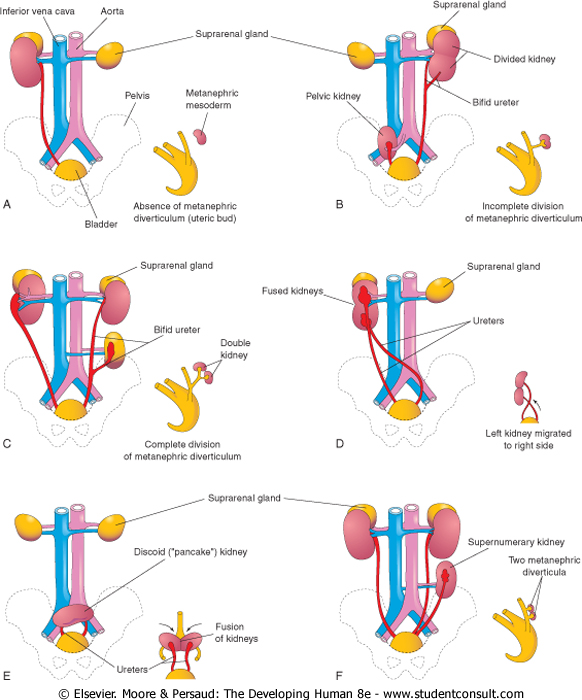 Inferior vena cava
Aorta
Suprarenal gland
Pelvis
Metanephric
mesoderm
Bladder
Absence of metanephric
diverticulum (uteric bud)
A
Suprarenal gland
Divided kidney
Bifid ureter
Pelvic kidney
Incomplete division
of metanephric diverticulum
B
Suprarenal gland
Bifid ureter
Double
kidney
Complete division
of metanephric diverticulum
C
Suprarenal gland
Fused kidneys
Ureters
Left kidney migrated
to right side
D
Suprarenal gland
Discoid ("pancake") kidney
Fusion
of kidneys
Ureters
E
Supernumerary kidney
Two metanephric
diverticula
F
© Elsevier. Moore & Persaud: The Developing Human 8e - www.studentconsult.com